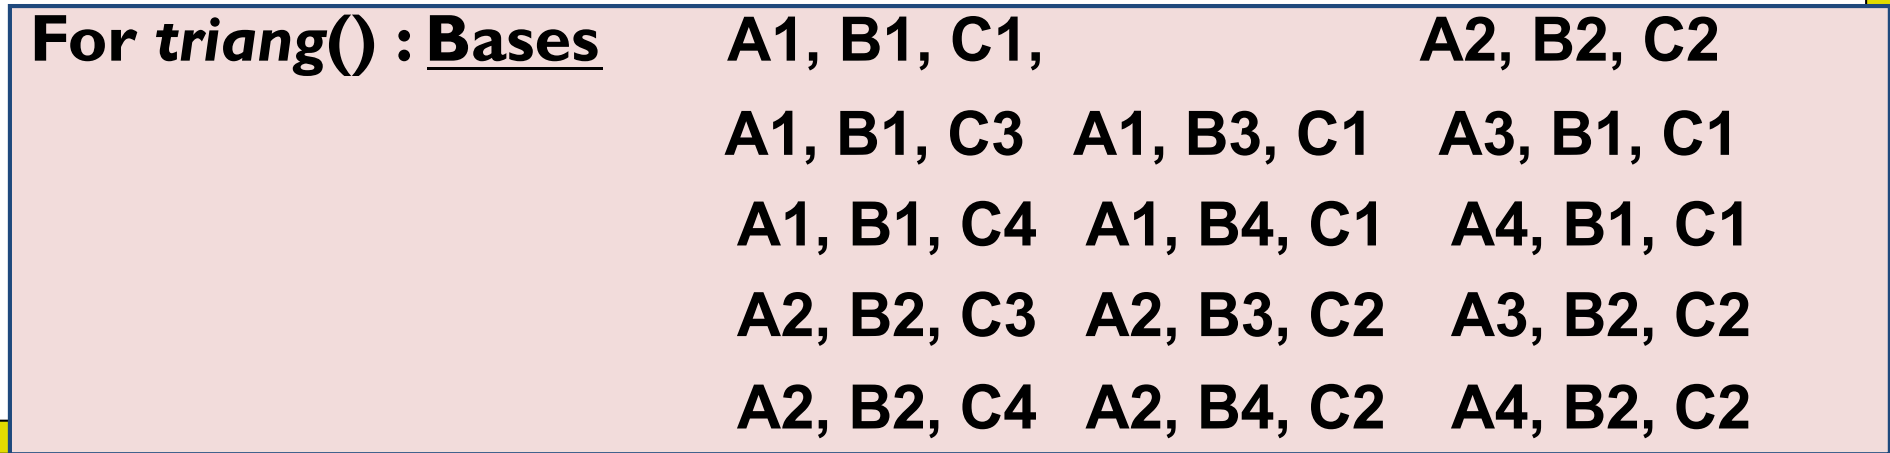 For triang() : Bases A1, B1, C1, A2, B2, C2
A1, B1, C3 A1, B3, C1 A3, B1, C1
A1, B1, C4 A1, B4, C1 A4, B1, C1
A2, B2, C3 A2, B3, C2 A3, B2, C2
A2, B2, C4 A2, B4, C2 A4, B2, C2